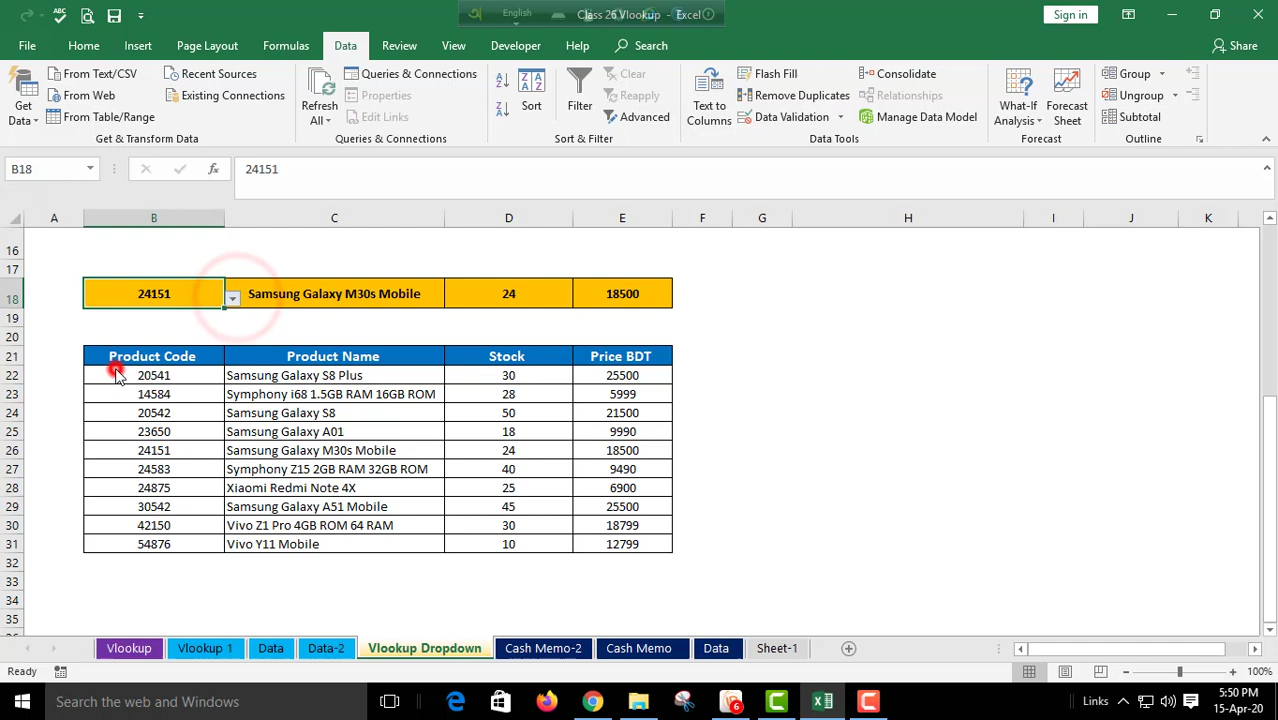 English
Class 26 Vlookup - Excel
Sign in
File Home Insert Page Layout Formulas Data Review View Developer Help Search Share
Get Data
From Text/CSV
From Web
From Table/Range
Recent Sources
Existing Connections
Get & Transform Data
Refresh All
Queries & Connections
Properties
Edit Links
Queries & Connections
Sort
Filter
Clear
Reapply
Advanced
Sort & Filter
Text to Columns
Flash Fill
Remove Duplicates
Data Validation
Consolidate
Relationships
Manage Data Model
Data Tools
What-If Analysis
Forecast Sheet
Forecast
Group
Ungroup
Subtotal
Outline
B18 fx 24151
A B C D E F G H I J K
16
17
18 24151 Samsung Galaxy M30s Mobile 24 18500
19
20
21 Product Code Product Name Stock Price BDT
22 20541 Samsung Galaxy S8 Plus 30 25500
23 14584 Symphony i68 1.5GB RAM 16GB ROM 28 5999
24 20542 Samsung Galaxy S8 50 21500
25 23650 Samsung Galaxy A01 18 9990
26 24151 Samsung Galaxy M30s Mobile 24 18500
27 24583 Symphony Z15 2GB RAM 32GB ROM 40 9490
28 24875 Xiaomi Redmi Note 4X 25 6900
29 30542 Samsung Galaxy A51 Mobile 45 25500
30 42150 Vivo Z1 Pro 4GB ROM 64 RAM 30 18799
31 54876 Vivo Y11 Mobile 10 12799
32
33
34
35
Vlookup Vlookup 1 Data Data-2 Vlookup Dropdown Cash Memo-2 Cash Memo Data Sheet-1
Ready 100%
Search the web and Windows
6
Links
5:50 PM
15-Apr-20